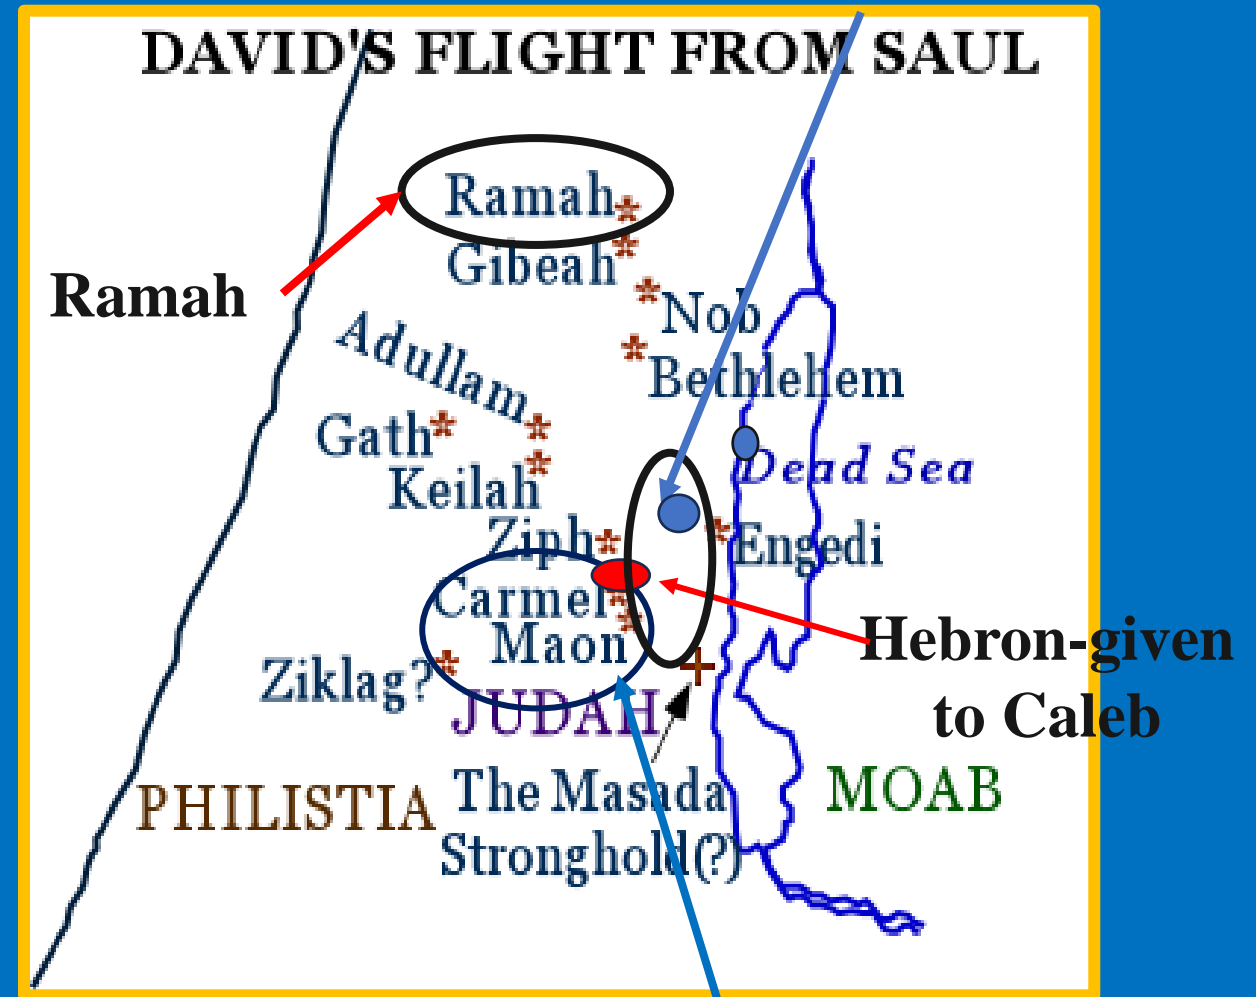 DAVID'S FLIGHT FROM SAUL
Ramah
Gibeah
Ramah
Nob
Adullam
Bethlehem
Gath
Dead Sea
Keilah
Ziph
Engedi
Carmel
Maon
Hebron-given
to Caleb
Ziklag?
JUDAH
The Masada
Stronghold(?)
MOAB
PHILISTIA